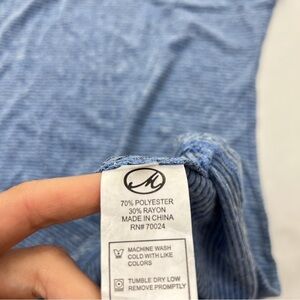 M
70% POLYESTER
30% RAYON
MADE IN CHINA
RN# 70024
MACHINE WASH
COLD WITH LIKE
COLORS
TUMBLE DRY LOW
REMOVE PROMPTLY